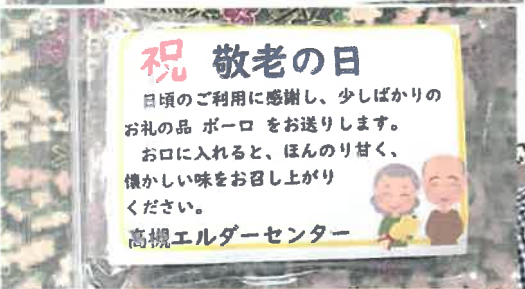 祝 敬老の日
日頃のご利用に感謝し、少しばかりの
お礼の品 ボーロ をお送りします。
お口に入れると、ほんのり甘く、
懐かしい味をお召し上がり
ください。
高槻エルダーセンター